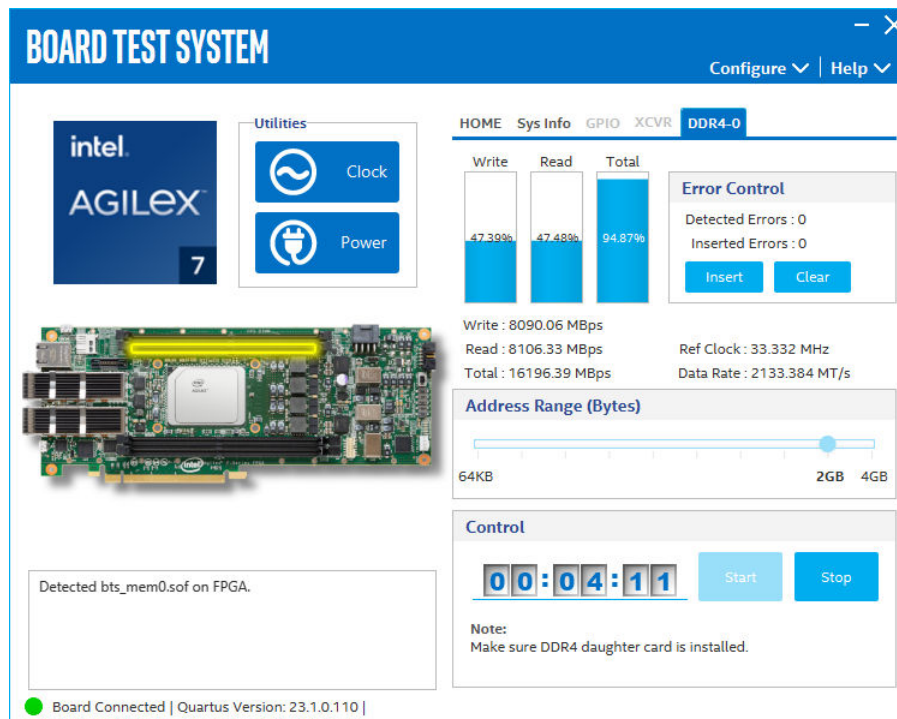 BOARD TEST SYSTEM
Configure | Help
intel.
AGILEX™
7
Utilities
Clock
Power
HOME Sys Info GPIO XCVR DDR4-0
Write Read Total
47.39% 47.48% 94.87%
Error Control
Detected Errors : 0
Inserted Errors : 0
Insert Clear
Write : 8090.06 MBps
Read : 8106.33 MBps
Total : 16196.39 MBps
Ref Clock : 33.332 MHz
Data Rate : 2133.384 MT/s
Address Range (Bytes)
64KB 2GB 4GB
Control
00:04:11
Start Stop
Note:
Make sure DDR4 daughter card is installed.
intel
Detected bts_mem0.sof on FPGA.
Board Connected | Quartus Version: 23.1.0.110 |